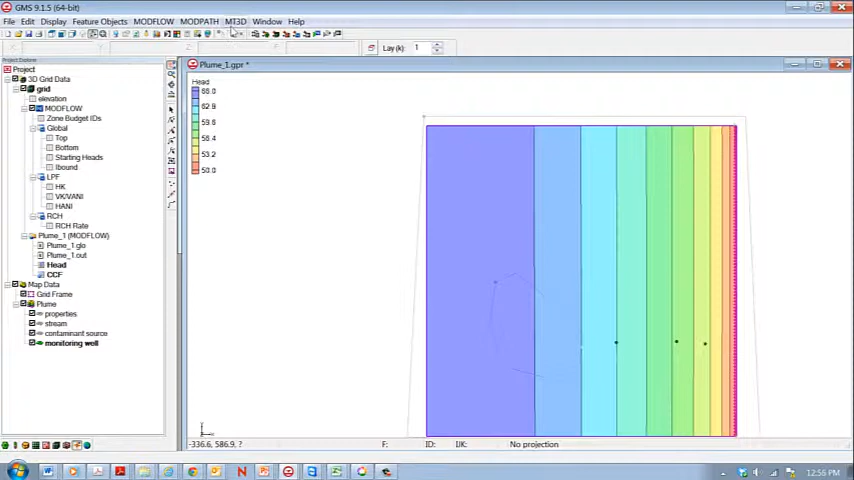 GMS 9.1.5 (64-bit)
File Edit Display Feature Objects MODFLOW MODPATH MT3D Window Help
X: Y: Z: F: Lay (k): 1
Project Explorer
Plume_1.gpr *
Project
3D Grid Data
grid
elevation
MODFLOW
Zone Budget IDs
Global
Top
Bottom
Starting Heads
Ibound
LPF
HK
VK/VANI
HANI
RCH
RCH Rate
Plume_1 (MODFLOW)
Plume_1.glo
Plume_1.out
Head
CCF
Map Data
Grid Frame
Plume
properties
stream
contaminant source
monitoring well
Head
66.0
62.8
59.6
56.4
53.2
50.0
-336.6, 586.9, ? F: ID: IJK: No projection
12:56 PM